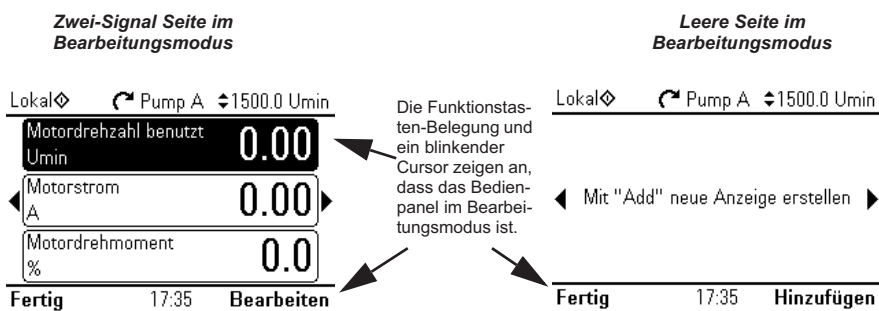 Zwei-Signal Seite im
Bearbeitungsmodus
Lokal Pump A 1500.0 Umin
Motordrehzahl benutzt
Umin
0.00
Motorstrom
A
0.00
Motordrehmoment
%
0.0
Fertig 17:35 Bearbeiten
Die Funktionstas-
ten-Belegung und
ein blinkender
Cursor zeigen an,
dass das Bedien-
panel im Bearbei-
tungsmodus ist.
Leere Seite im
Bearbeitungsmodus
Lokal Pump A 1500.0 Umin
Mit "Add" neue Anzeige erstellen
Fertig 17:35 Hinzufügen